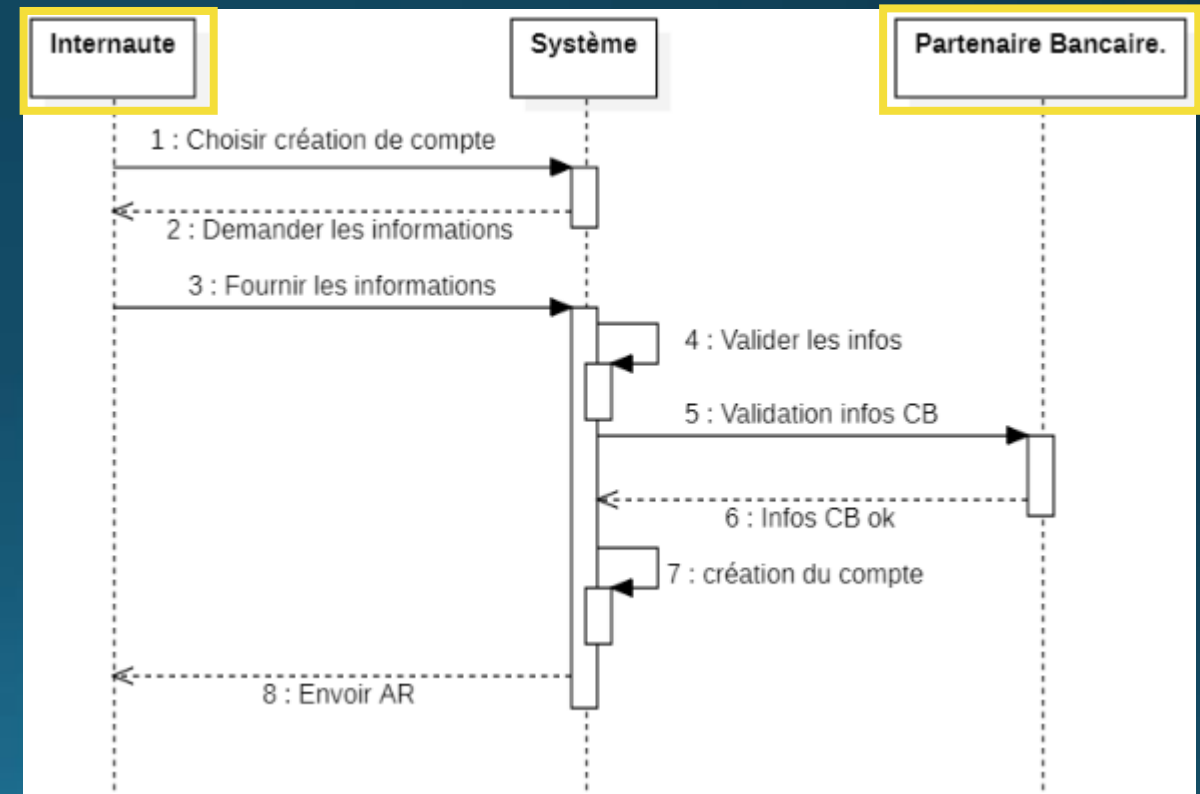 Internaute
Système
Partenaire Bancaire.
1 : Choisir création de compte
2 : Demander les informations
3 : Fournir les informations
4 : Valider les infos
5 : Validation infos CB
6 : Infos CB ok
7 : création du compte
8 : Envoir AR